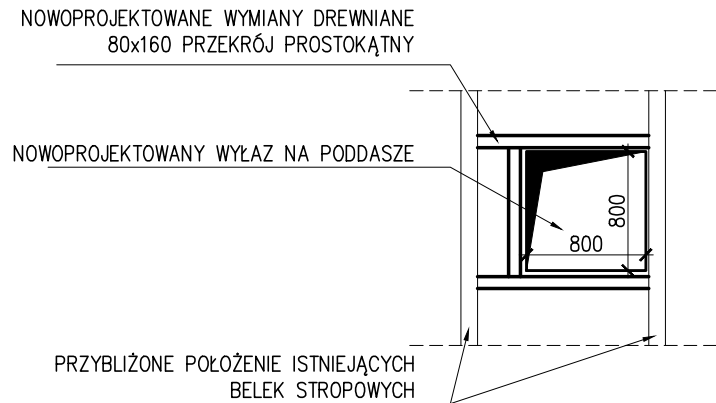 NOWOPROJEKTOWANE WYMIANY DREWNIANE
80x160 PRZEKRÓJ PROSTOKĄTNY
NOWOPROJEKTOWANY WYŁAZ NA PODDASZE
800
800
PRZYBLIŻONE POŁOŻENIE ISTNIEJĄCYCH
BELEK STROPOWYCH